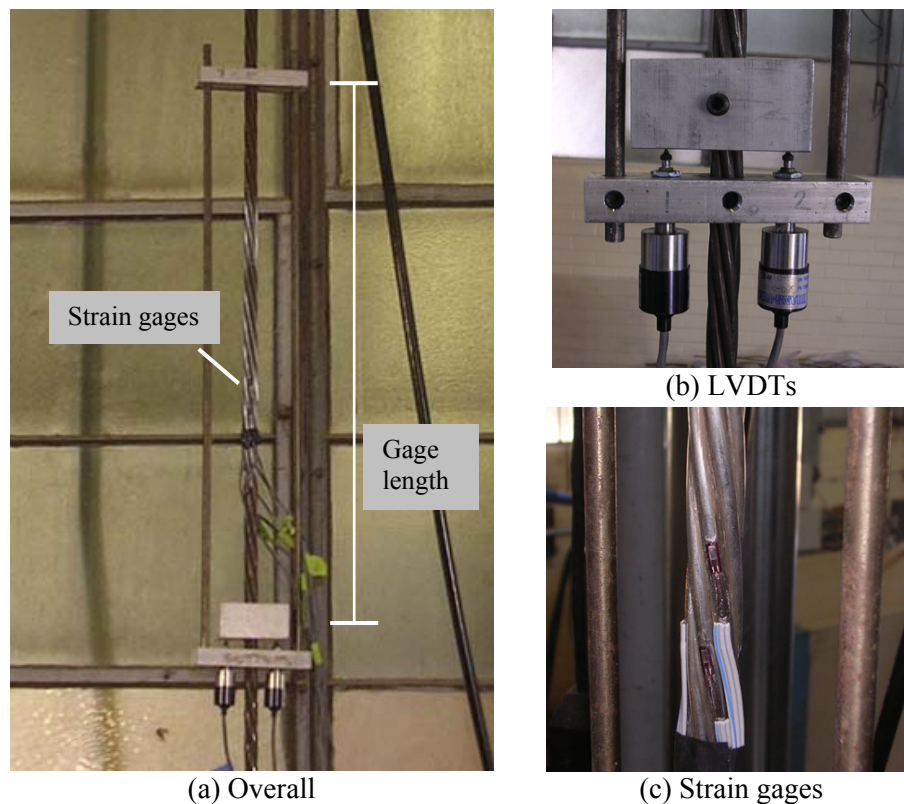 Strain gages
Gage
length
(a) Overall
1
2
(b) LVDTs
(c) Strain gages